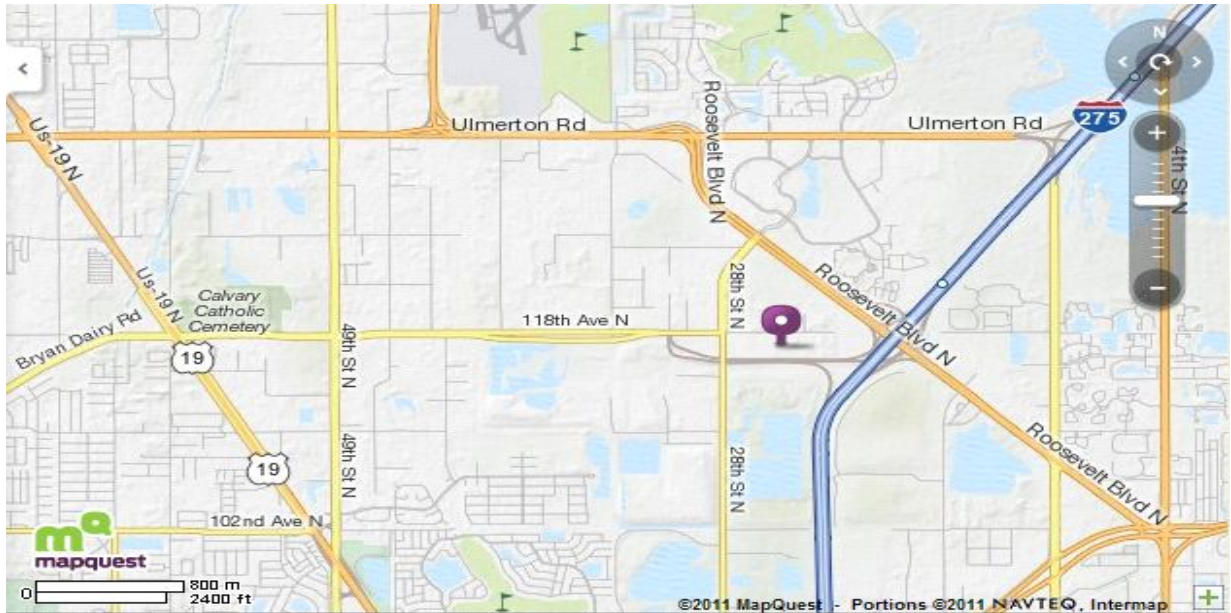 N
Us-19 N
Ulmerton Rd
Roosevelt Blvd N
Ulmerton Rd
275
4th St N
Us-19 N
Calvary
Catholic
Cemetery
28th St N
Roosevelt Blvd N
Bryan Dairy Rd
19
49th St N
118th Ave N
19
49th St N
28th St N
Roosevelt Blvd N
102nd Ave N
mq
mapquest
0
800 m
2400 ft
©2011 MapQuest - Portions ©2011 NAVTEQ, Intermap